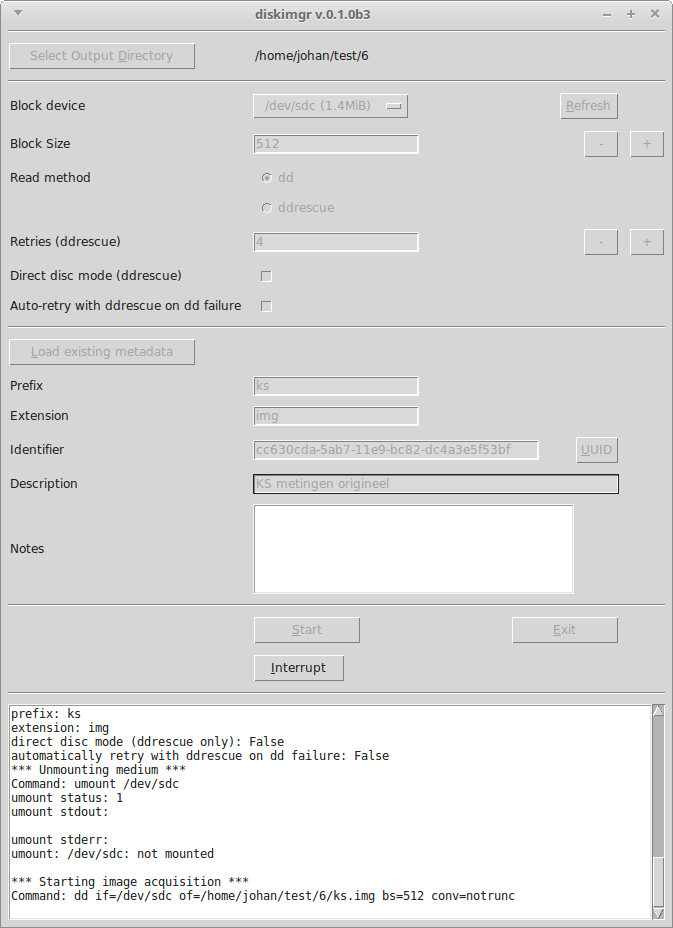 diskimgr v.0.1.0b3
Select Output Directory /home/johan/test/6
Block device /dev/sdc (1.4MiB) Refresh
Block Size 512 - +
Read method dd
ddrescue
Retries (ddrescue) 4 - +
Direct disc mode (ddrescue)
Auto-retry with ddrescue on dd failure
Load existing metadata
Prefix ks
Extension img
Identifier cc630cda-5ab7-11e9-bc82-dc4a3e5f53bf UUID
Description KS metingen origineel
Notes
Start Exit
Interrupt
prefix: ks
extension: img
direct disc mode (ddrescue only): False
automatically retry with ddrescue on dd failure: False
*** Unmounting medium ***
Command: umount /dev/sdc
umount status: 1
umount stdout:
umount stderr:
umount: /dev/sdc: not mounted
*** Starting image acquisition ***
Command: dd if=/dev/sdc of=/home/johan/test/6/ks.img bs=512 conv=notrunc